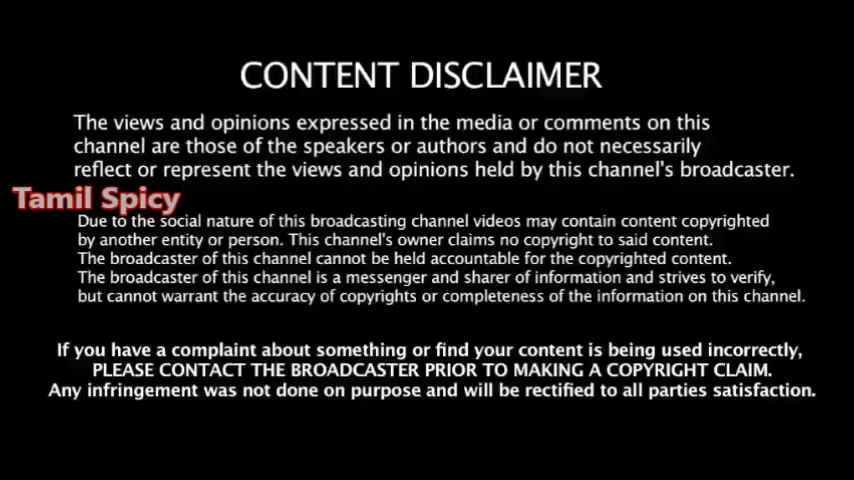 CONTENT DISCLAIMER
The views and opinions expressed in the media or comments on this
channel are those of the speakers or authors and do not necessarily
reflect or represent the views and opinions held by this channel's broadcaster.
Tamil Spicy
Due to the social nature of this broadcasting channel videos may contain content copyrighted
by another entity or person. This channel's owner claims no copyright to said content.
The broadcaster of this channel cannot be held accountable for the copyrighted content.
The broadcaster of this channel is a messenger and sharer of information and strives to verify,
but cannot warrant the accuracy of copyrights or completeness of the information on this channel.
If you have a complaint about something or find your content is being used incorrectly,
PLEASE CONTACT THE BROADCASTER PRIOR TO MAKING A COPYRIGHT CLAIM.
Any infringement was not done on purpose and will be rectified to all parties satisfaction.